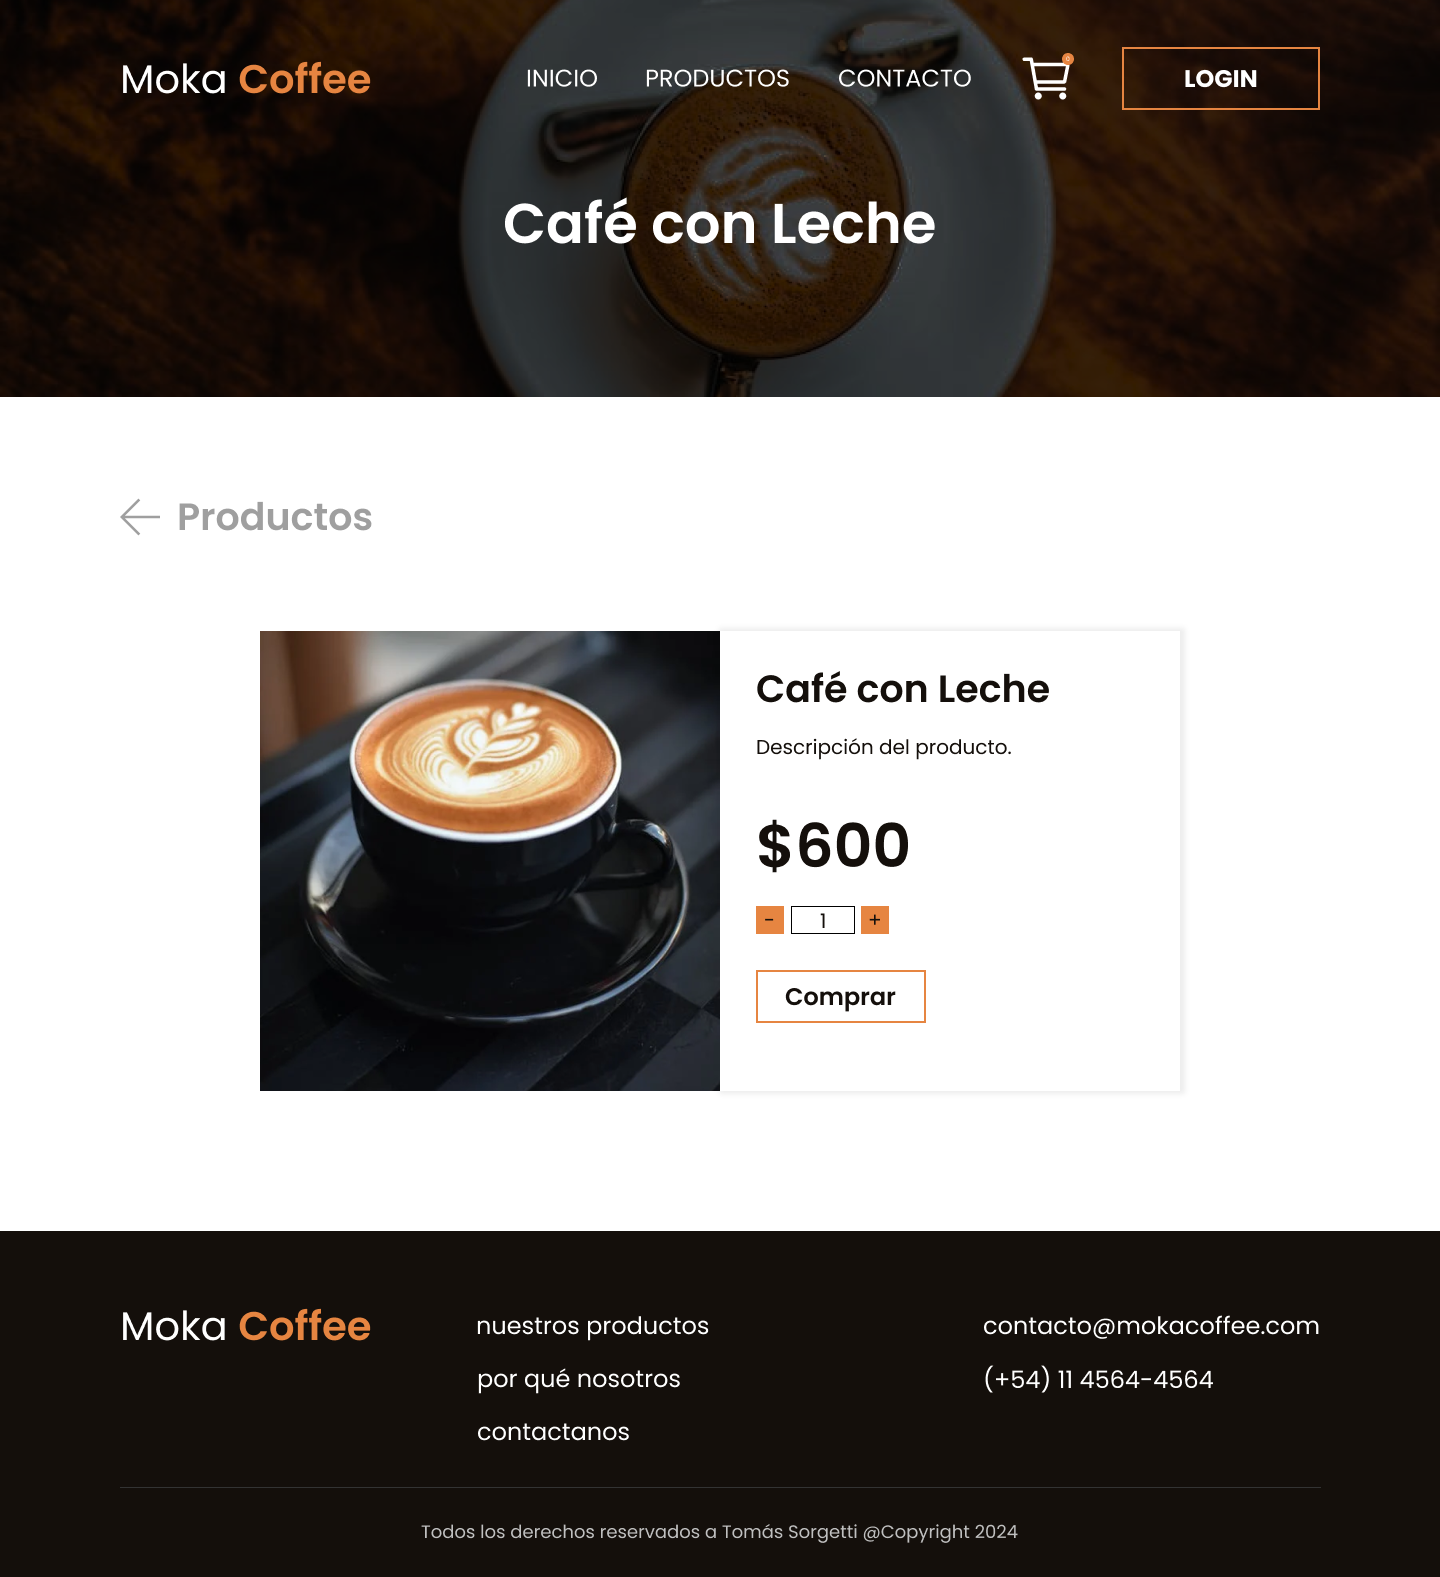 Moka Coffee
INICIO
PRODUCTOS
CONTACTO
0
LOGIN
Café con Leche
Productos
Café con Leche
Descripción del producto.
$600
- 1 +
Comprar
Moka Coffee
nuestros productos
por qué nosotros
contactanos
contacto@mokacoffee.com
(+54) 11 4564-4564
Todos los derechos reservados a Tomás Sorgetti @Copyright 2024